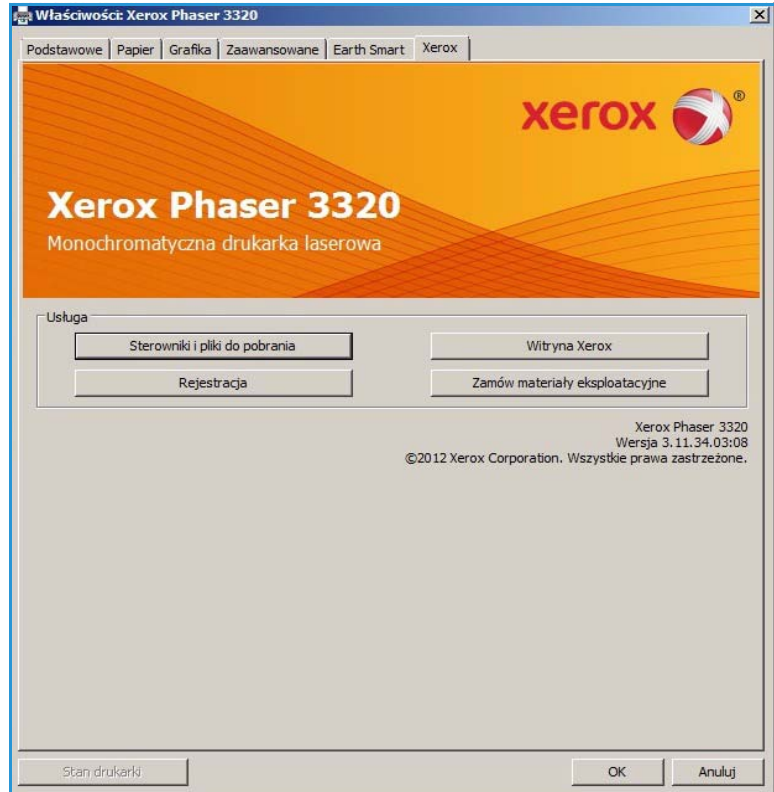 Właściwości: Xerox Phaser 3320
Podstawowe Papier Grafika Zaawansowane Earth Smart Xerox
xerox ®
Xerox Phaser 3320
Monochromatyczna drukarka laserowa
Usługa
Sterowniki i pliki do pobrania Witryna Xerox
Rejestracja Zamów materiały eksploatacyjne
Xerox Phaser 3320
Wersja 3.11.34.03:08
©2012 Xerox Corporation. Wszystkie prawa zastrzeżone.
Stan drukarki OK Anuluj